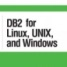 DB2 for
Linux, UNIX,
and Windows